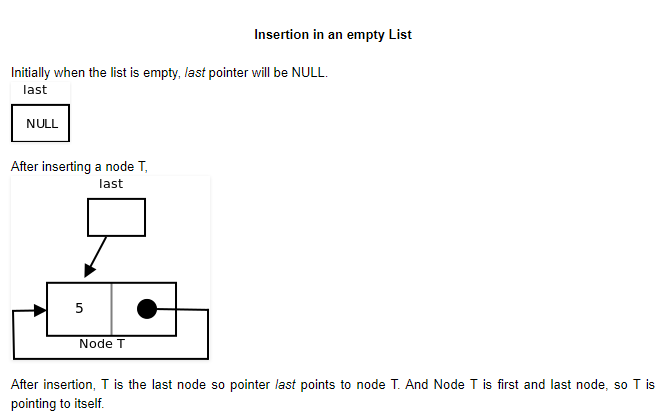 Insertion in an empty List
Initially when the list is empty, last pointer will be NULL.
last
NULL
After inserting a node T,
last
5
Node T
After insertion, T is the last node so pointer last points to node T. And Node T is first and last node, so T is
pointing to itself.